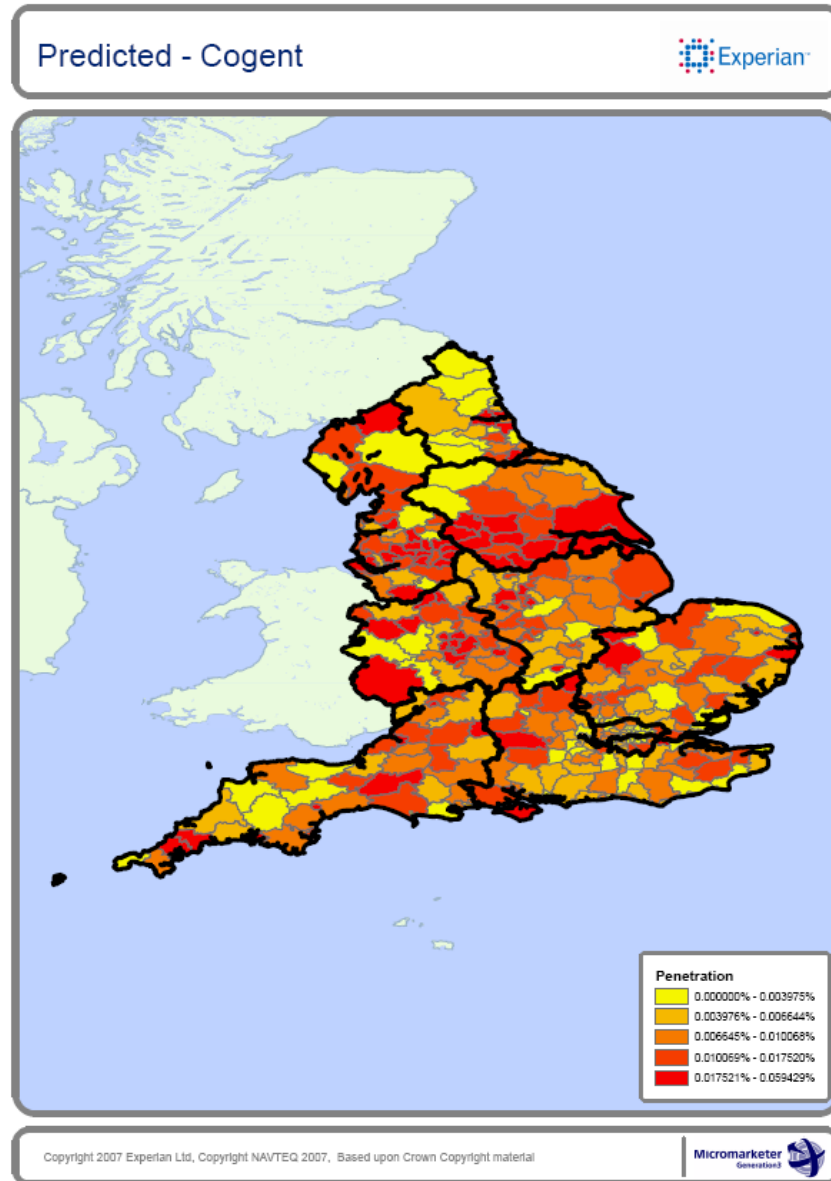 Predicted - Cogent
Experian™
Penetration
0.000000% - 0.003975%
0.003976% - 0.006644%
0.006645% - 0.010068%
0.010069% - 0.017520%
0.017521% - 0.059429%
Copyright 2007 Experian Ltd, Copyright NAVTEQ 2007, Based upon Crown Copyright material
Micromarketer
Generation3